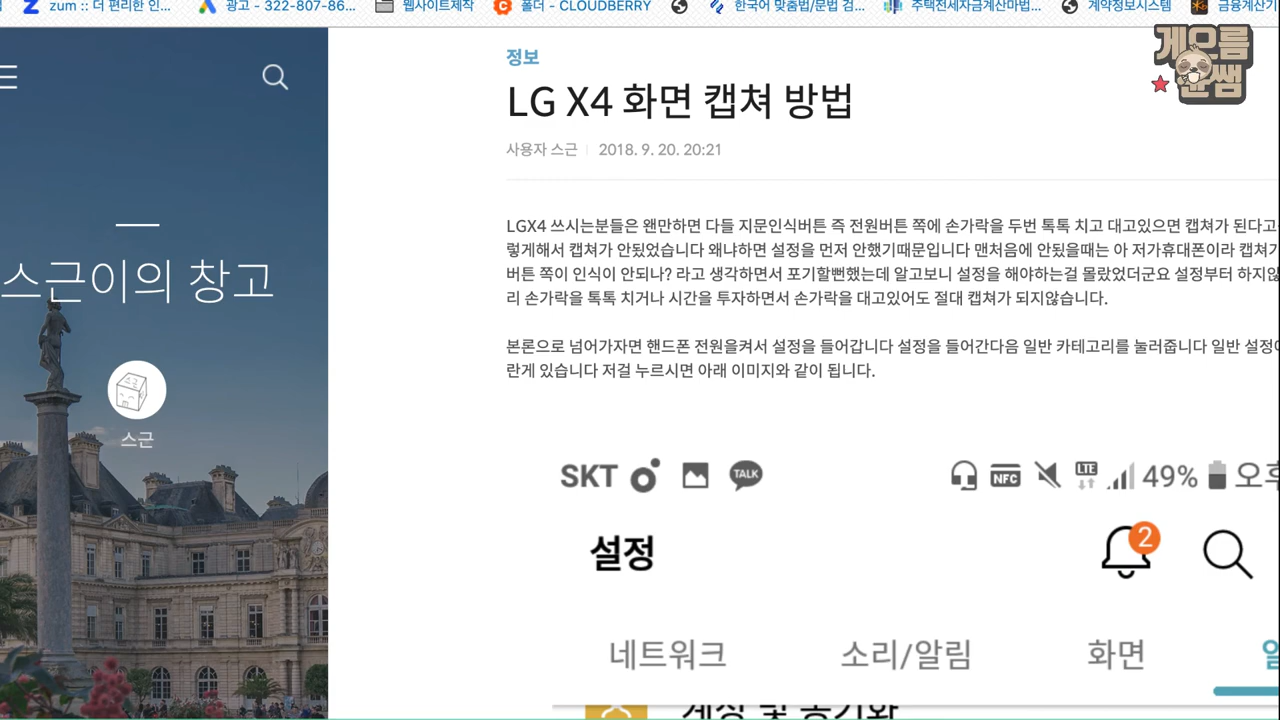 zum :: 더 편리한 인... 광고 - 322-807-86... 웹사이트제작 폴더 - CLOUDBERRY 한국어 맞춤법/문법 검... 주택전세자금계산마법... 계약정보시스템 금융계산기
게으름
윤쌤
정보
LG X4 화면 캡쳐 방법
사용자 스근 2018. 9. 20. 20:21
LGX4 쓰시는분들은 왠만하면 다들 지문인식버튼 즉 전원버튼 쪽에 손가락을 두번 톡톡 치고 대고있으면 캡쳐가 된다고
렇게해서 캡쳐가 안됬었습니다 왜냐하면 설정을 먼저 안했기때문입니다 맨처음에 안됬을때는 아 저가휴대폰이라 캡쳐가
버튼 쪽이 인식이 안되나? 라고 생각하면서 포기할뻔했는데 알고보니 설정을 해야하는걸 몰랐었더군요 설정부터 하지않
리 손가락을 톡톡 치거나 시간을 투자하면서 손가락을 대고있어도 절대 캡쳐가 되지않습니다.
본론으로 넘어가자면 핸드폰 전원을켜서 설정을 들어갑니다 설정을 들어간다음 일반 카테고리를 눌러줍니다 일반 설정
란게 있습니다 저걸 누르시면 아래 이미지와 같이 됩니다.
스근이의 창고
스근
SKT TALK NFC LTE 49% 오후
설정 2
네트워크 소리/알림 화면
계정 및 동기화